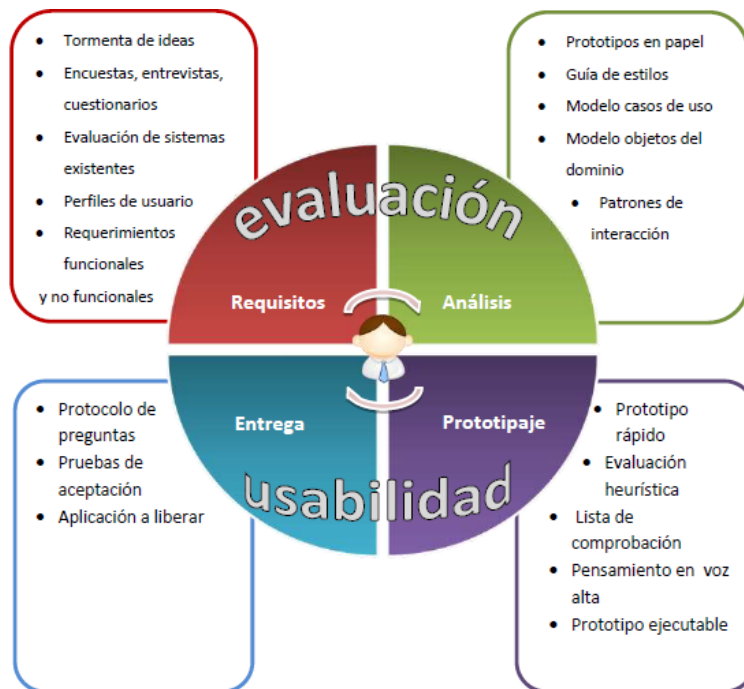 • Tormenta de ideas
• Encuestas, entrevistas,
cuestionarios
• Evaluación de sistemas
existentes
• Perfiles de usuario
• Requerimientos
funcionales
y no funcionales
• Prototipos en papel
• Guía de estilos
• Modelo casos de uso
• Modelo objetos del
dominio
• Patrones de
interacción
evaluación
Requisitos
Análisis
Entrega
Prototipaje
usabilidad
• Protocolo de
preguntas
• Pruebas de
aceptación
• Aplicación a liberar
• Prototipo
rápido
• Evaluación
heurística
• Lista de
comprobación
• Pensamiento en voz
alta
• Prototipo ejecutable